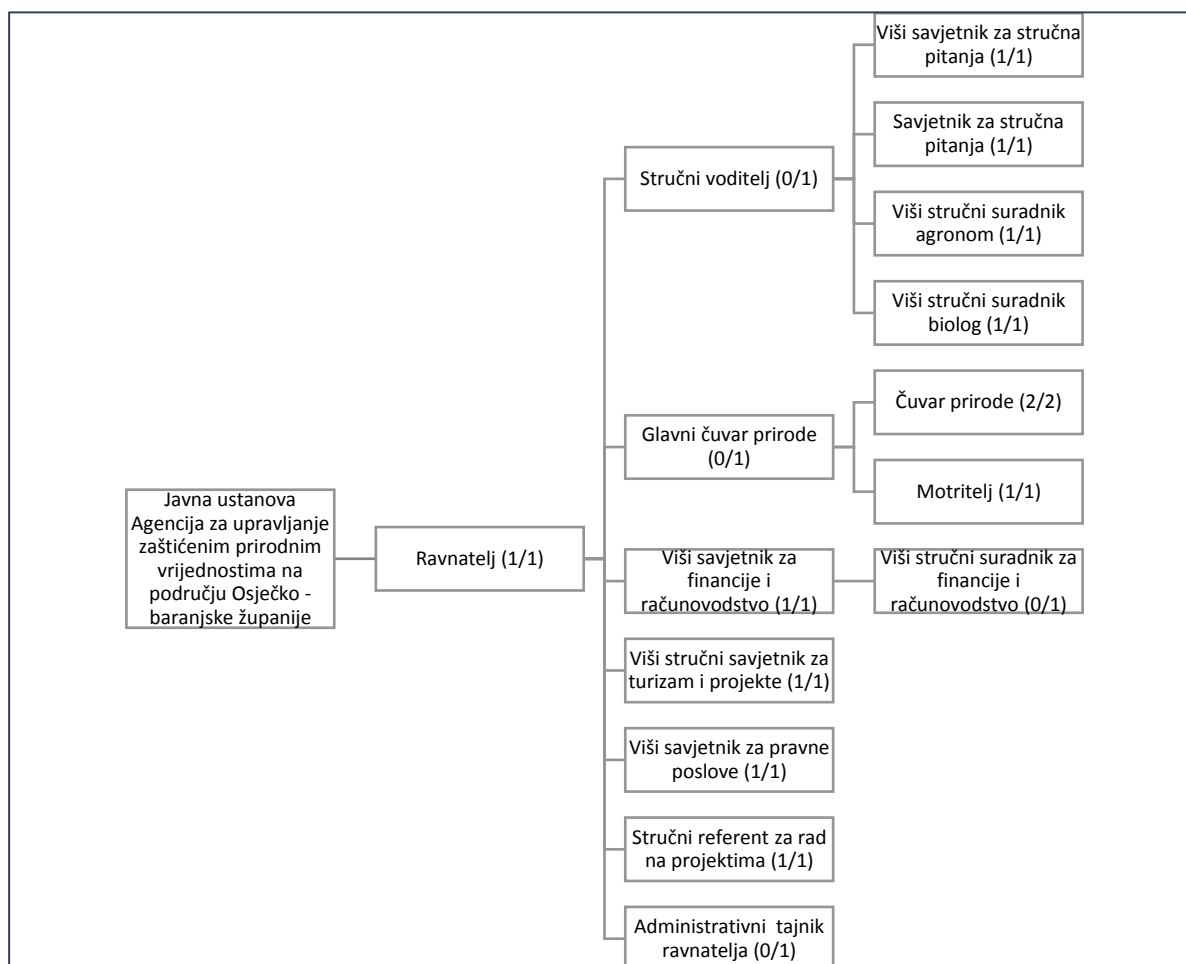 Javna ustanova
Agencija za upravljanje
zaštićenim prirodnim
vrijednostima na
području Osječko -
baranjske županije
Ravnatelj (1/1)
Stručni voditelj (0/1)
Viši savjetnik za stručna
pitanja (1/1)
Savjetnik za stručna
pitanja (1/1)
Viši stručni suradnik
agronom (1/1)
Viši stručni suradnik
biolog (1/1)
Glavni čuvar prirode
(0/1)
Čuvar prirode (2/2)
Motritelj (1/1)
Viši savjetnik za
financije i
računovodstvo (1/1)
Viši stručni suradnik za
financije i
računovodstvo (0/1)
Viši stručni savjetnik za
turizam i projekte (1/1)
Viši savjetnik za pravne
poslove (1/1)
Stručni referent za rad
na projektima (1/1)
Administrativni  tajnik
ravnatelja (0/1)